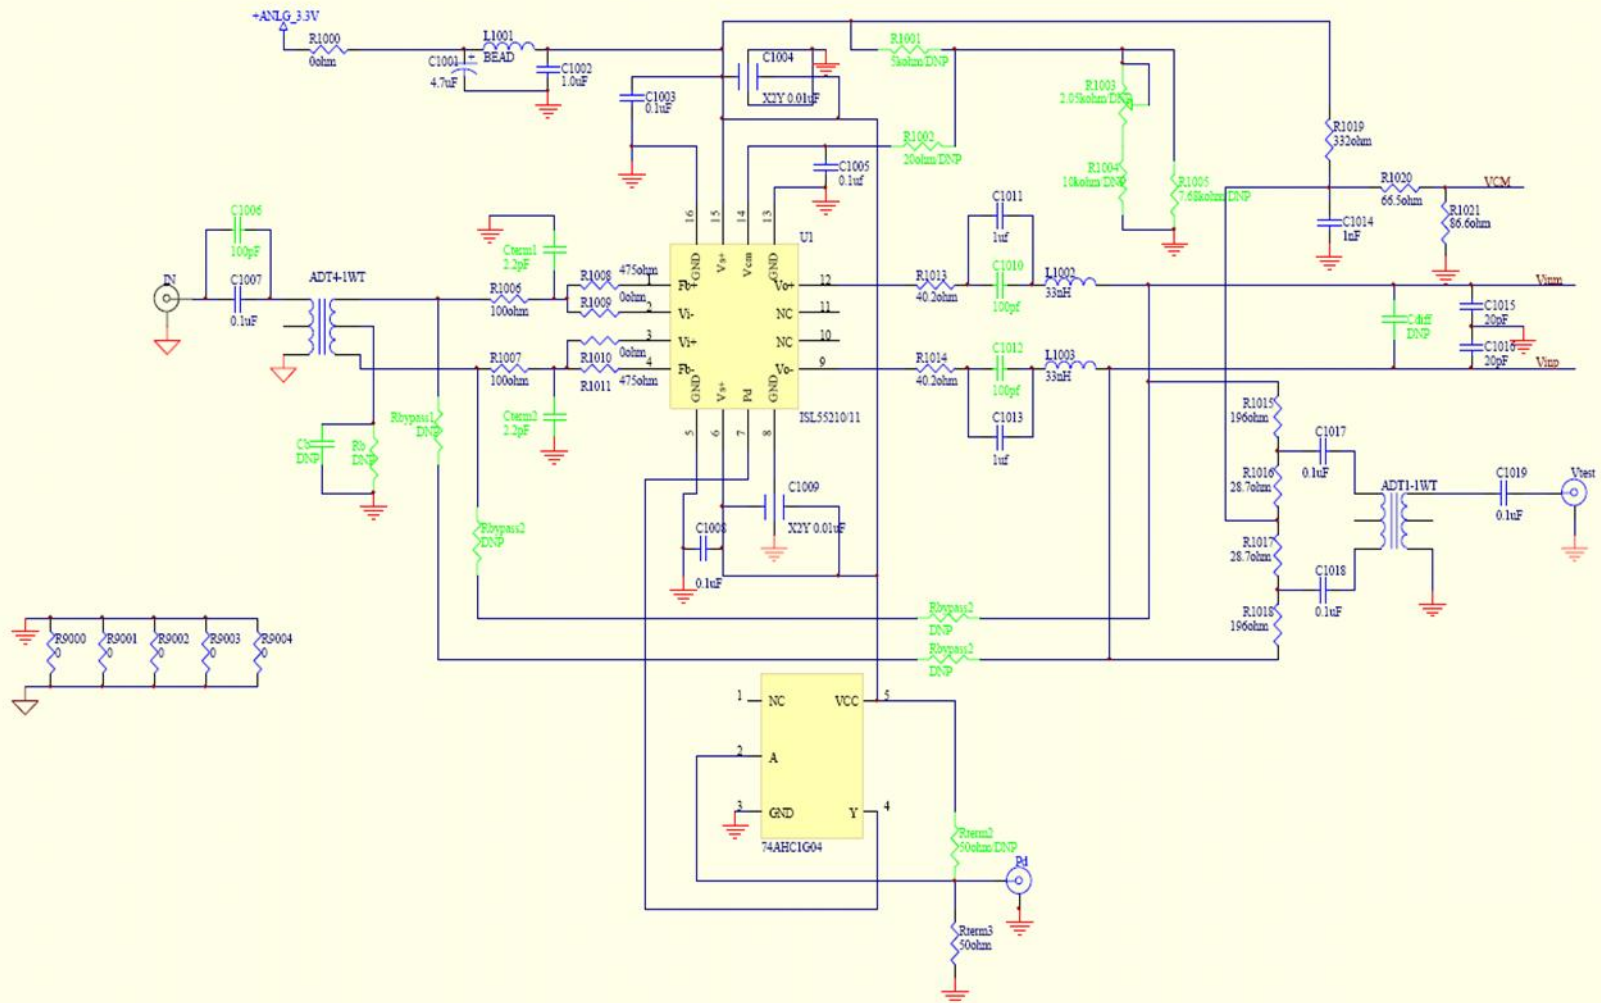 +ANLG_3.3V
R1000
0ohm
C1001
4.7uF
+
L1001
BEAD
C1002
1.0uF
C1003
0.1uF
C1004
X2Y 0.01uF
R1001
5kohm/DNP
R1002
20ohm/DNP
C1005
0.1uf
R1003
2.05kohm/DNP
R1004
10kohm/DNP
R1005
7.68kohm/DNP
R1019
332ohm
R1020
66.5ohm
VCM
R1021
86.6ohm
C1014
1nF
C1006
100pF
IN
C1007
0.1uF
ADT4-1WT
Cterm1
2.2pF
R1006
100ohm
R1008
475ohm
R1009
0ohm
R1007
100ohm
R1010
0ohm
R1011
475ohm
Cterm2
2.2pF
Cb
DNP
Rb
DNP
Rbypass1
DNP
Rbypass2
DNP
U1
16
15
14
13
GND
Vs+
Vcm
GND
1
Fb+
2
Vi-
3
Vi+
4
Fb-
Vo+
12
NC
11
NC
10
Vo-
9
GND
Vs+
Pd
GND
5
6
7
8
ISL55210/11
C1008
0.1uF
C1009
X2Y 0.01uF
R1013
40.2ohm
C1011
1uf
C1010
100pf
L1002
33nH
R1014
40.2ohm
C1012
100pf
L1003
33nH
C1013
1uf
Vinm
Cdiff
DNP
C1015
20pF
C1016
20pF
Vinp
R1015
196ohm
R1016
28.7ohm
R1017
28.7ohm
R1018
196ohm
C1017
0.1uF
C1018
0.1uF
ADT1-1WT
C1019
0.1uF
Vtest
Rbypass2
DNP
Rbypass2
DNP
R9000
0
R9001
0
R9002
0
R9003
0
R9004
0
1
NC
VCC
5
2
A
3
GND
Y
4
74AHC1G04
Rterm2
50ohm/DNP
Pd
Rterm3
50ohm